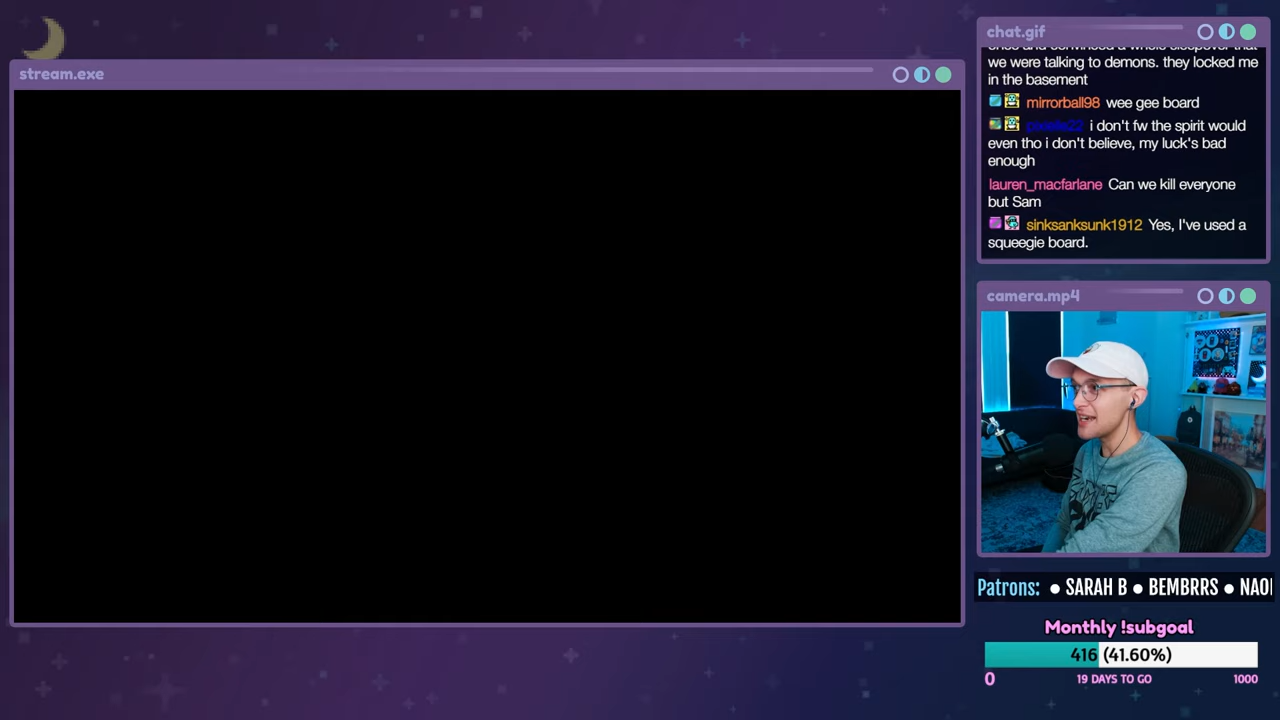 stream.exe
chat.gif
we were talking to demons. they locked me
in the basement
mirrorball98 wee gee board
i don't fw the spirit would
even tho i don't believe, my luck's bad
enough
lauren_macfarlane Can we kill everyone
but Sam
sinksanksunk1912 Yes, I've used a
squeegie board.
camera.mp4
Patrons: ● SARAH B ● BEMBRRS ● NAO
Monthly !subgoal
416 (41.60%)
0 19 DAYS TO GO 1000